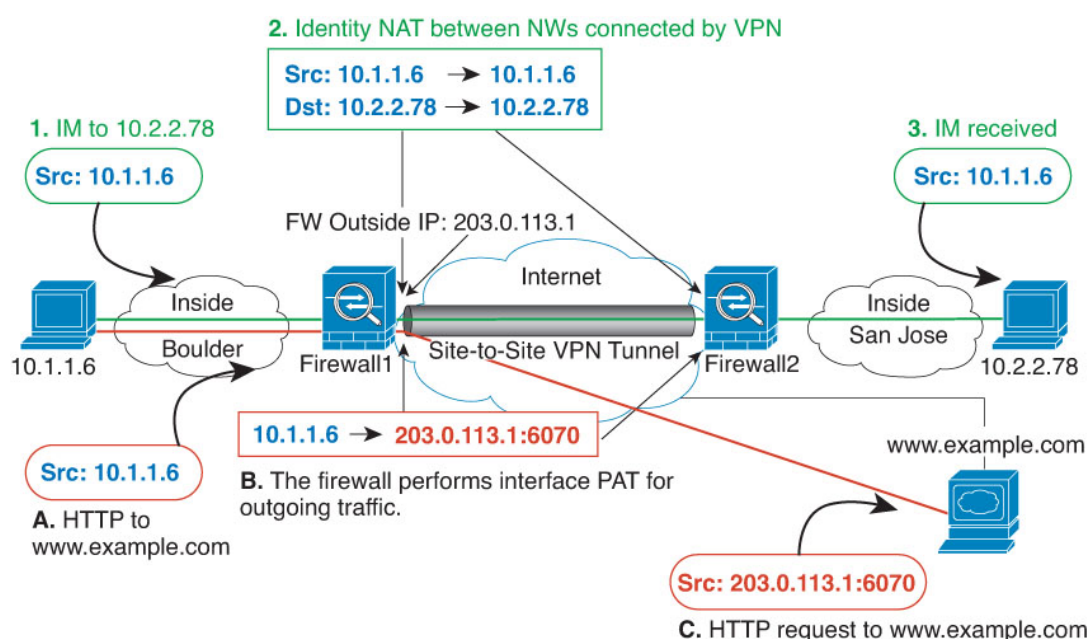 2. Identity NAT between NWs connected by VPN
Src: 10.1.1.6 → 10.1.1.6
Dst: 10.2.2.78 → 10.2.2.78
1. IM to 10.2.2.78
Src: 10.1.1.6
3. IM received
Src: 10.1.1.6
FW Outside IP: 203.0.113.1
Internet
Inside
Boulder
10.1.1.6
Firewall1
Site-to-Site VPN Tunnel
Firewall2
Inside
San Jose
10.2.2.78
10.1.1.6 → 203.0.113.1:6070
B. The firewall performs interface PAT for
outgoing traffic.
Src: 10.1.1.6
A. HTTP to
www.example.com
www.example.com
Src: 203.0.113.1:6070
C. HTTP request to www.example.com